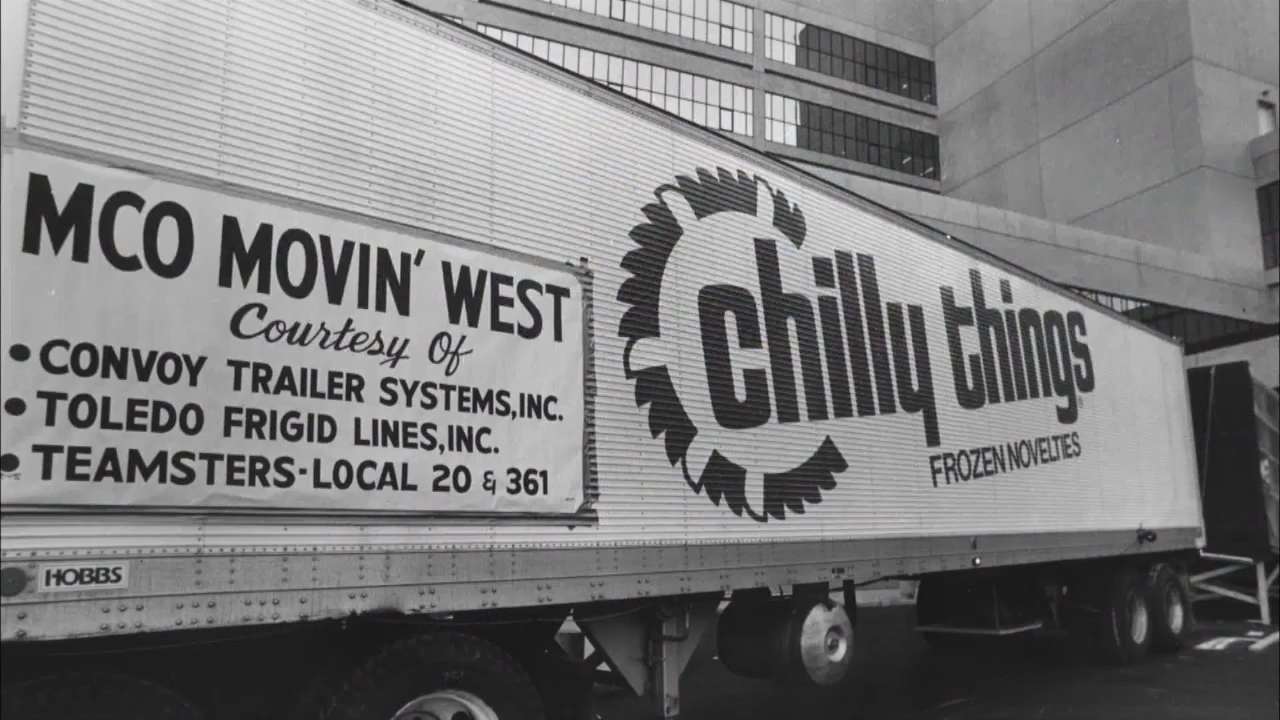 MCO MOVIN' WEST
Courtesy Of
• CONVOY TRAILER SYSTEMS, INC.
• TOLEDO FRIGID LINES, INC.
• TEAMSTERS-LOCAL 20 & 361
chilly things
FROZEN NOVELTIES
HOBBS